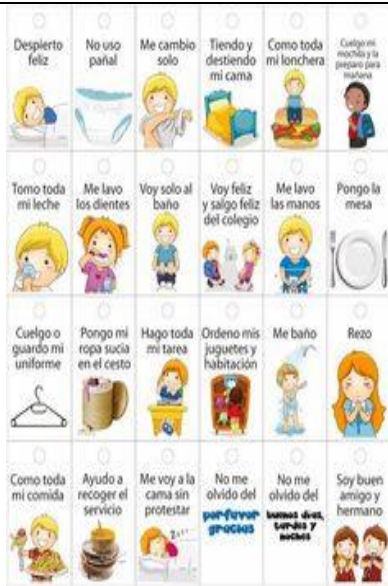 Despierto
feliz
No uso
pañal
Me cambio
solo
Tiendo y
destiendo
mi cama
Como toda
mi lonchera
Cuelgo mi
mochila y la
preparo para
mañana
Tomo toda
mi leche
Me lavo
los dientes
Voy solo al
baño
Voy feliz
y salgo feliz
del colegio
Me lavo
las manos
Pongo la
mesa
Cuelgo o
guardo mi
uniforme
Pongo mi
ropa sucia
en el cesto
Hago toda
mi tarea
Ordeno mis
juguetes y
habitación
Me baño
Rezo
Como toda
mi comida
Ayudo a
recoger el
servicio
Me voy a la
cama sin
protestar
zzz
No me
olvido del
porfavor
gracias
No me
olvido del
buenos días,
tardes y
noches
Soy buen
amigo y
hermano